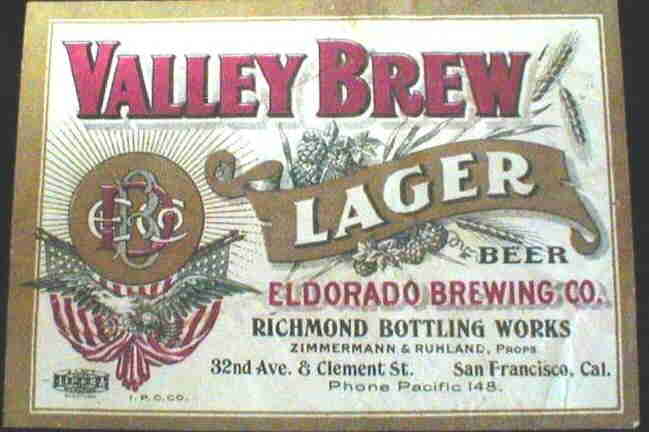 VALLEY BREW
LAGER
BEER
ELDORADO BREWING CO.
RICHMOND BOTTLING WORKS
ZIMMERMANN & RUHLAND, PROPS
32nd Ave. & Clement St. San Francisco, Cal.
Phone Pacific 148.
I.P.C.CO.